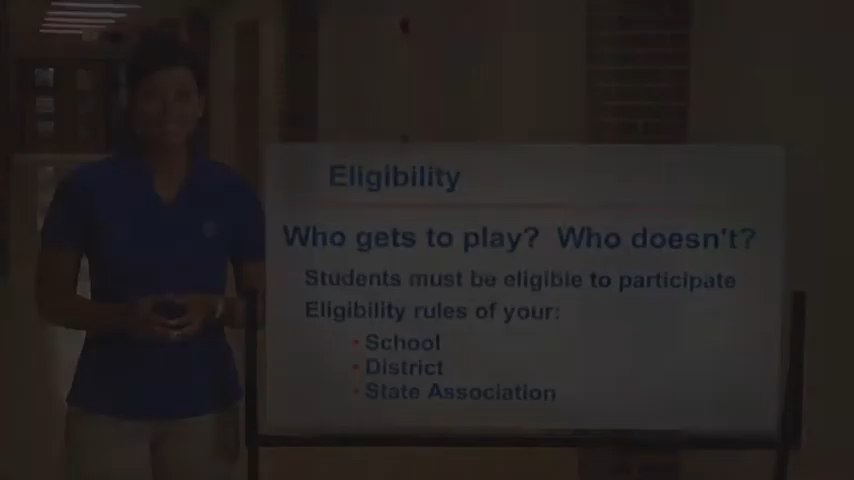 Eligibility
Who gets to play? Who doesn't?
Students must be eligible to participate
Eligibility rules of your:
· School
· District
· State Association